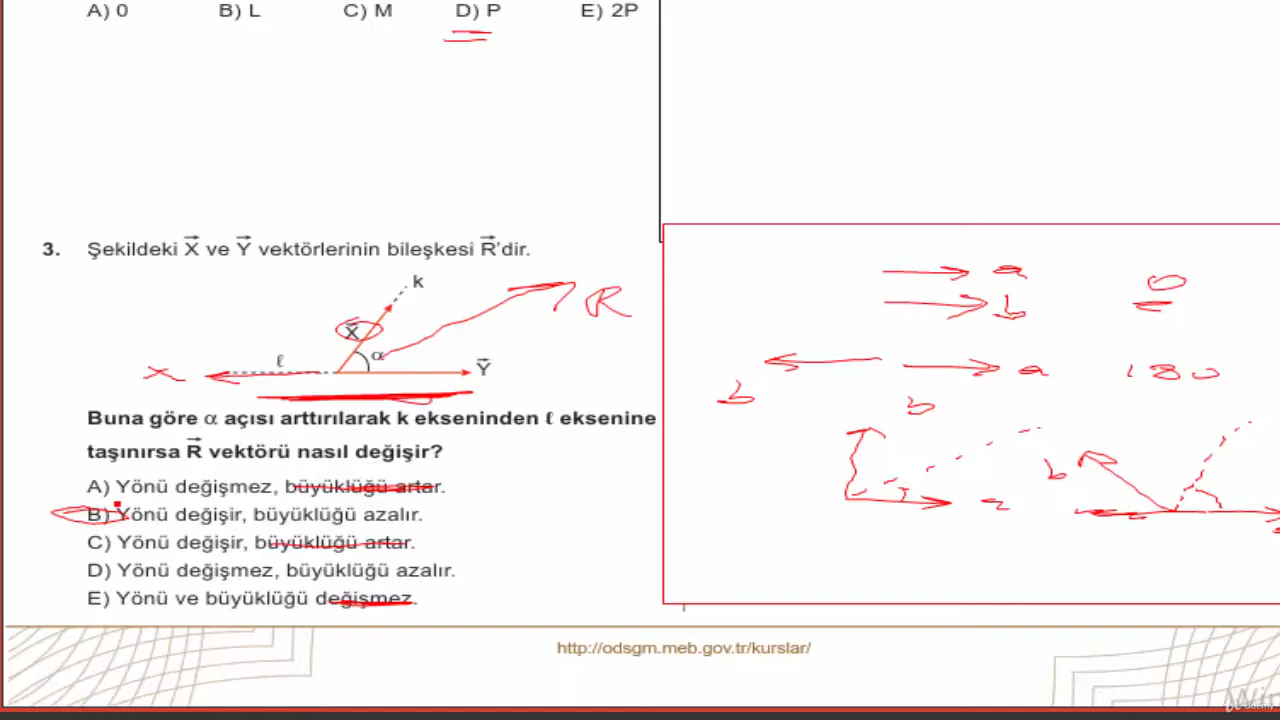 A) 0 B) L C) M D) P E) 2P
3. Şekildeki X ve Y vektörlerinin bileşkesi R'dir.
k
X
R
α
ℓ
Y
x
Buna göre α açısı arttırılarak k ekseninden ℓ eksenine
taşınırsa R vektörü nasıl değişir?
A) Yönü değişmez, büyüklüğü artar.
B) Yönü değişir, büyüklüğü azalır.
C) Yönü değişir, büyüklüğü artar.
D) Yönü değişmez, büyüklüğü azalır.
E) Yönü ve büyüklüğü değişmez.
a 0
b
a 180
b b
b
a
http://odsgm.meb.gov.tr/kurslar/